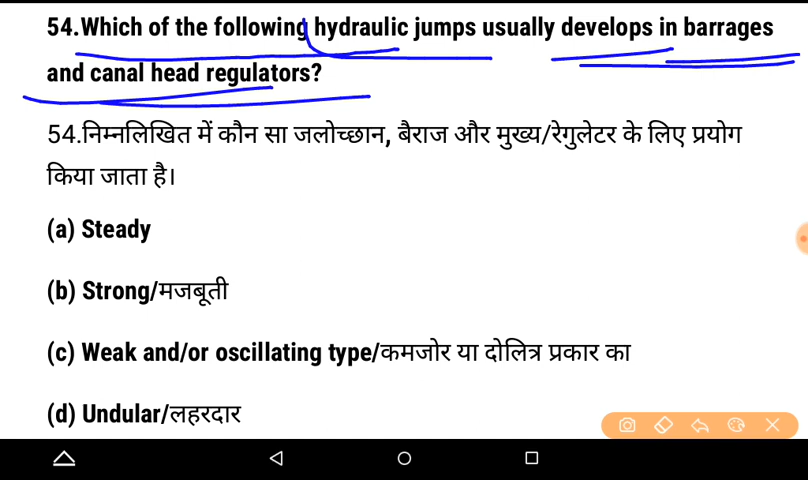 54.Which of the following hydraulic jumps usually develops in barrages
and canal head regulators?
54.निम्नलिखित में कौन सा जलोच्छान, बैराज और मुख्य/रेगुलेटर के लिए प्रयोग
किया जाता है।
(a) Steady
(b) Strong/मजबूती
(c) Weak and/or oscillating type/कमजोर या दोलित्र प्रकार का
(d) Undular/लहरदार